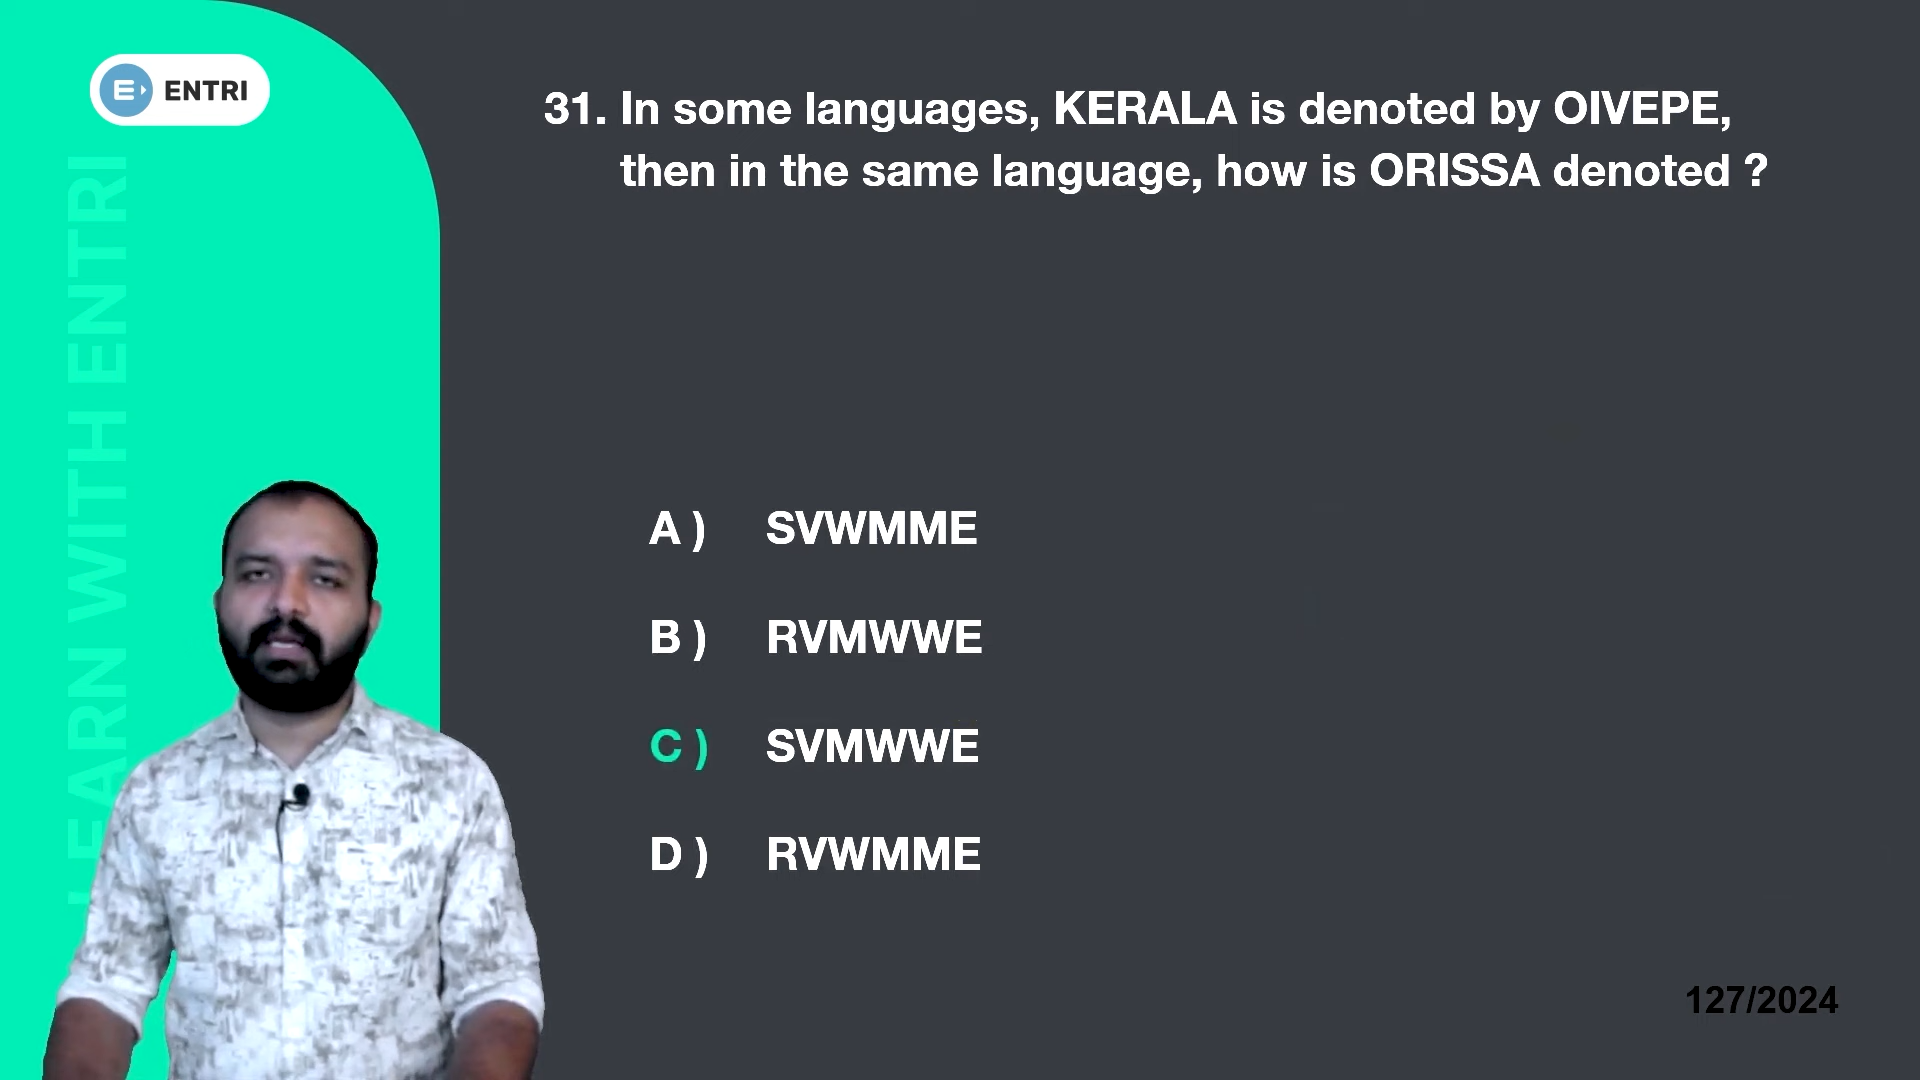 ENTRI
LEARN WITH ENTRI
31. In some languages, KERALA is denoted by OIVEPE,
then in the same language, how is ORISSA denoted ?
A ) SVWMME
B ) RVMWWE
C ) SVMWWE
D ) RVWMME
127/2024